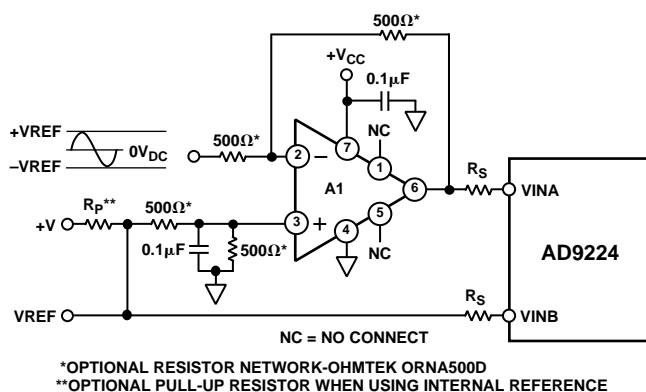 500Ω*
+VCC
0.1μF
+VREF
0VDC
–VREF
500Ω*
NC
2
–
7
1
A1
6
RS
VINA
RP**
+V
500Ω*
3
+
5
4
0.1μF
500Ω*
NC
AD9224
RS
VREF
VINB
NC = NO CONNECT
*OPTIONAL RESISTOR NETWORK-OHMTEK ORNA500D
**OPTIONAL PULL-UP RESISTOR WHEN USING INTERNAL REFERENCE